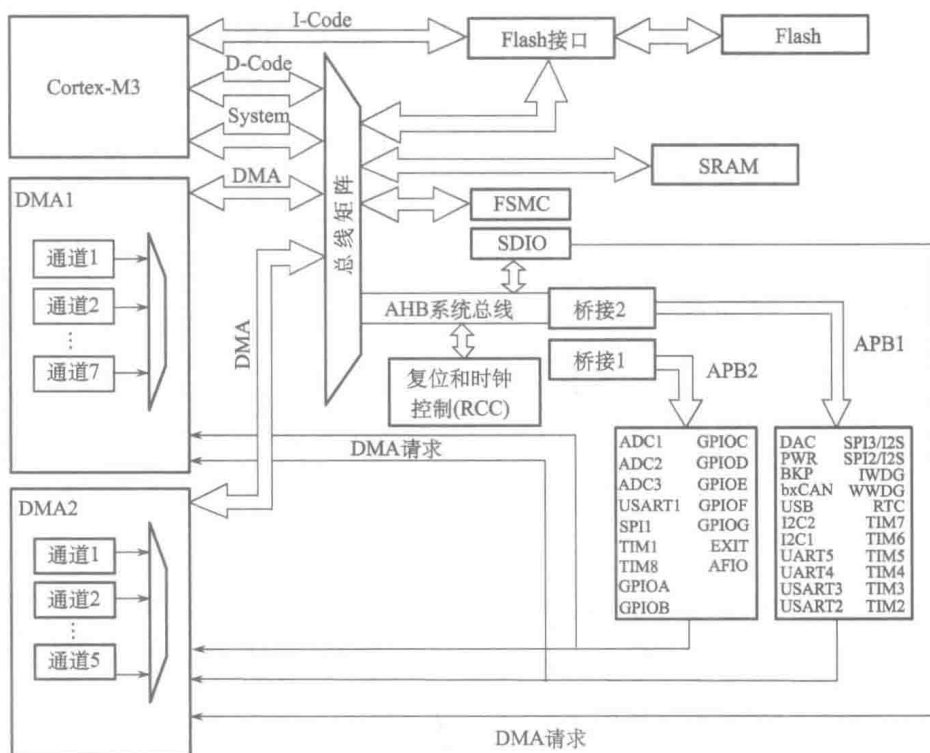 I-Code
Flash接口
Flash
Cortex-M3
D-Code
System
DMA
SRAM
DMA1
FSMC
SDIO
通道1
通道2
⋮
通道7
总线矩阵
AHB系统总线
桥接2
桥接1
APB1
APB2
DMA
复位和时钟
控制(RCC)
DMA请求
ADC1 GPIOC
ADC2 GPIOD
ADC3 GPIOE
USART1 GPIOF
SPI1 GPIOG
TIM1 EXIT
TIM8 AFIO
GPIOA
GPIOB
DAC SPI3/I2S
PWR SPI2/I2S
BKP IWDG
bxCAN WWDG
USB RTC
I2C2 TIM7
I2C1 TIM6
UART5 TIM5
UART4 TIM4
USART3 TIM3
USART2 TIM2
DMA2
通道1
通道2
⋮
通道5
DMA请求